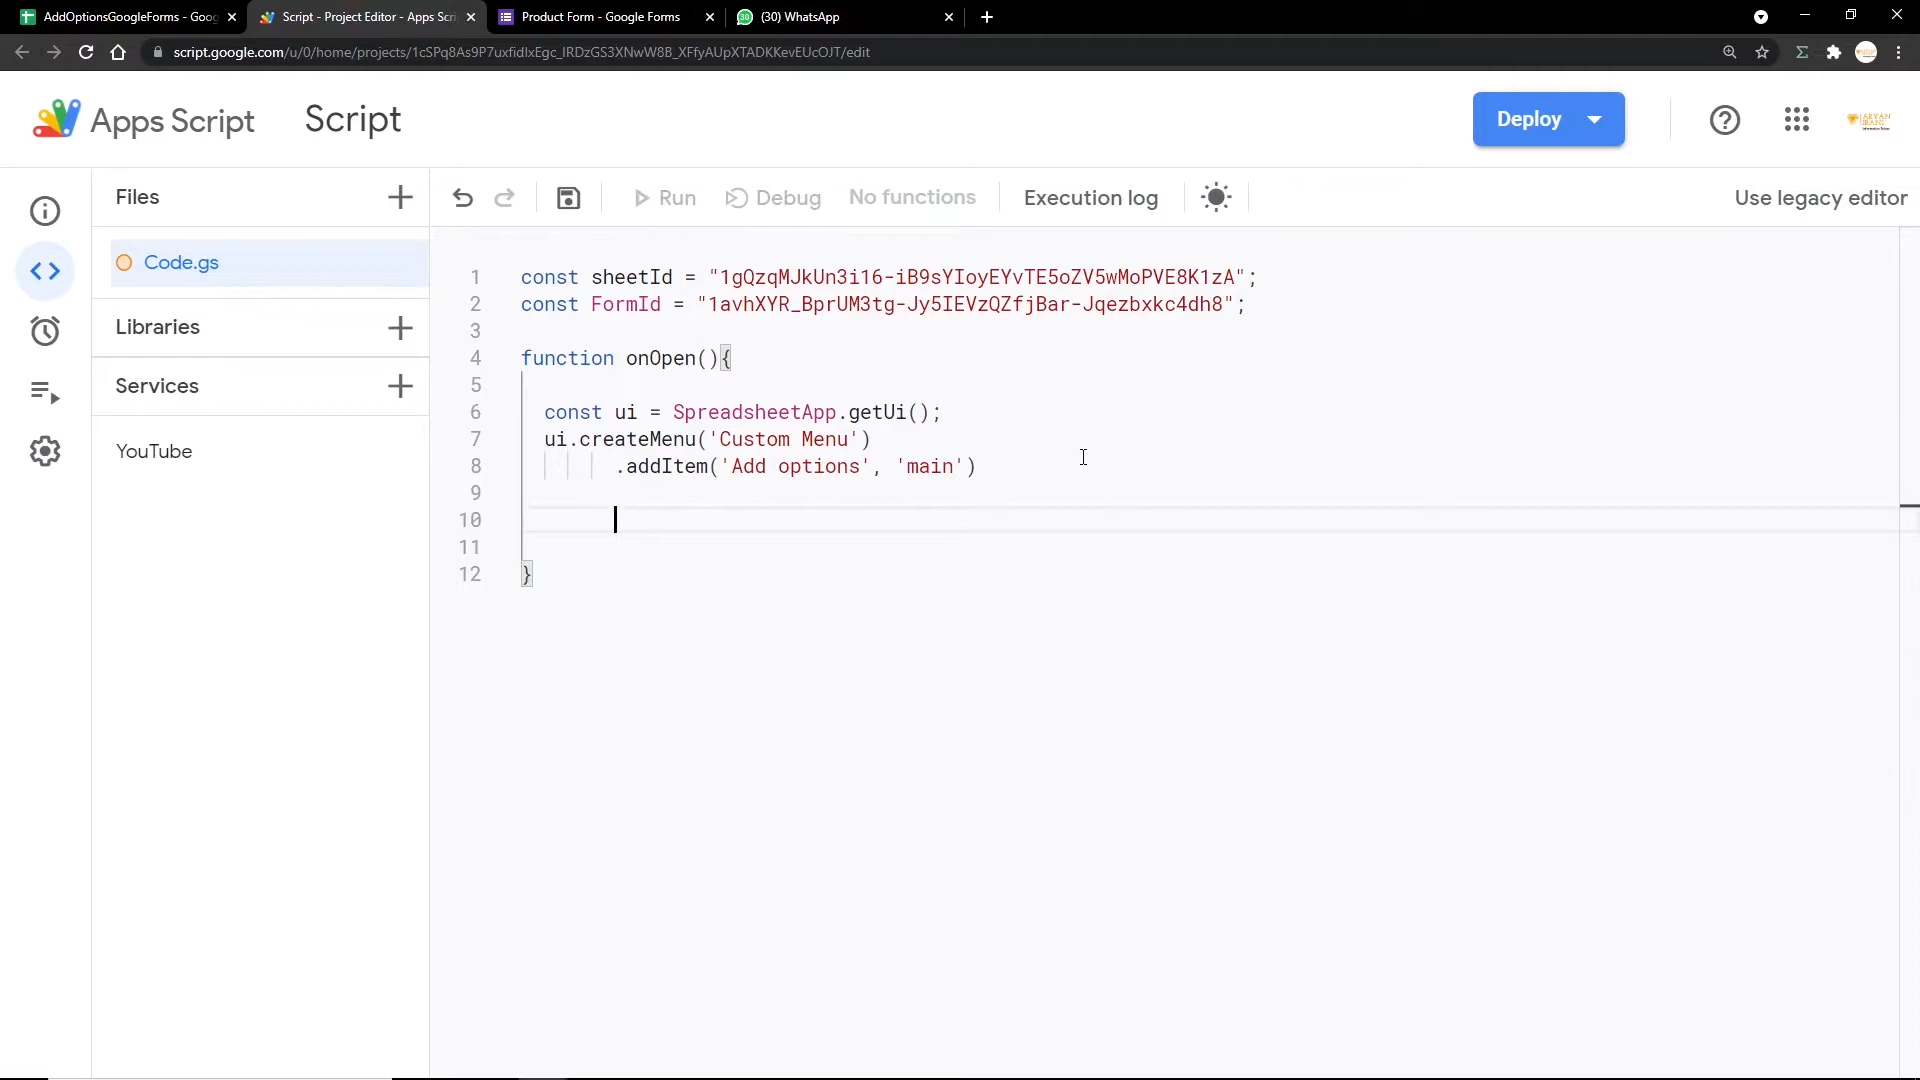 AddOptionsGoogleForms - Goog
Script - Project Editor - Apps Scri
Product Form - Google Forms
(30) WhatsApp
script.google.com/u/0/home/projects/1cSPq8As9P7uxfidlxEgc_IRDzGS3XNwW8B_XFfyAUpXTADKKevEUcOJT/edit
Apps Script
Script
Deploy
ARYAN
IRANI
Files
Run
Debug
No functions
Execution log
Use legacy editor
Code.gs
Libraries
Services
YouTube
1 const sheetId = "1gQzqMJkUn3i16-iB9sYIoyEYvTE5oZV5wMoPVE8K1zA";
2 const FormId = "1avhXYR_BprUM3tg-Jy5IEVzQZfjBar-Jqezbxkc4dh8";
3
4 function onOpen(){
5
6 const ui = SpreadsheetApp.getUi();
7 ui.createMenu('Custom Menu')
8 .addItem('Add options', 'main')
9
10
11
12 }